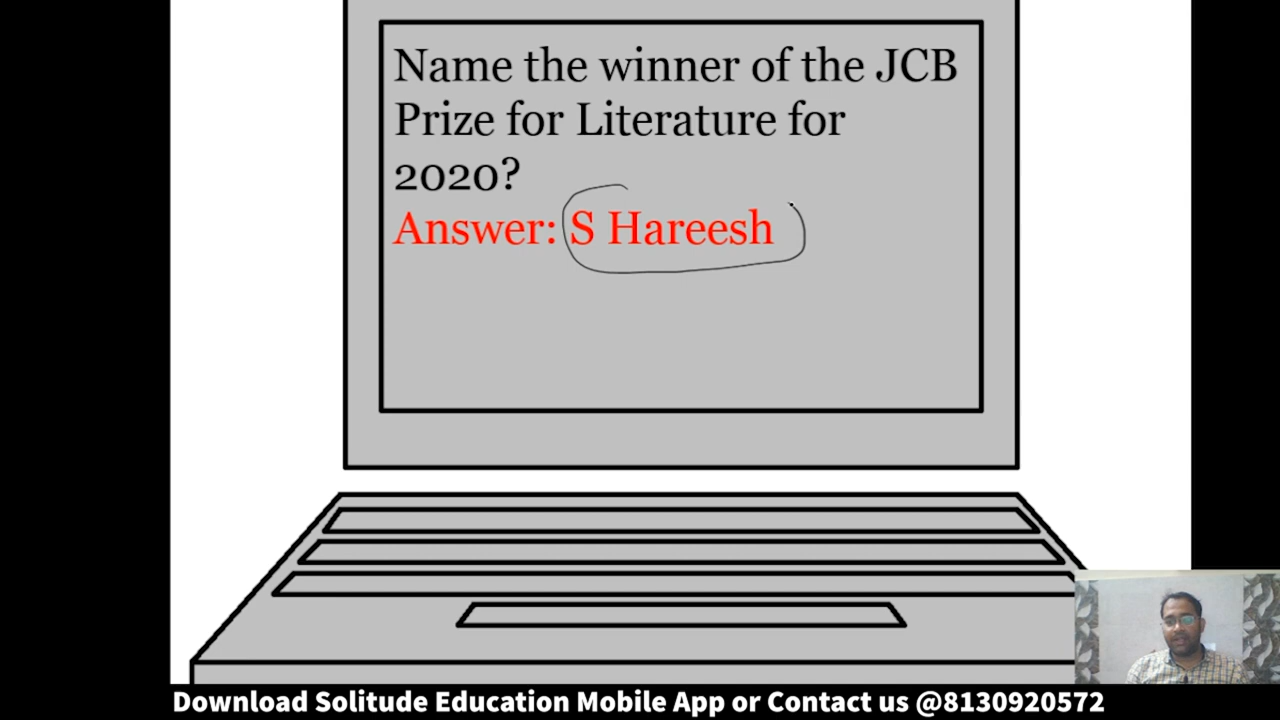 Name the winner of the JCB
Prize for Literature for
2020?
Answer: S Hareesh
Download Solitude Education Mobile App or Contact us @8130920572